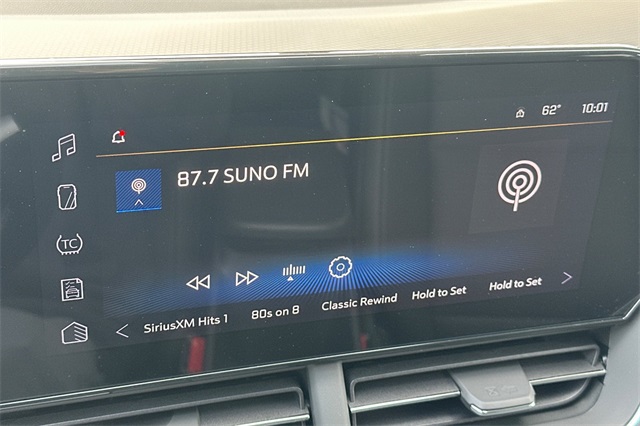 62° 10:01
87.7 SUNO FM
TC
SiriusXM Hits 1 80s on 8 Classic Rewind Hold to Set Hold to Set